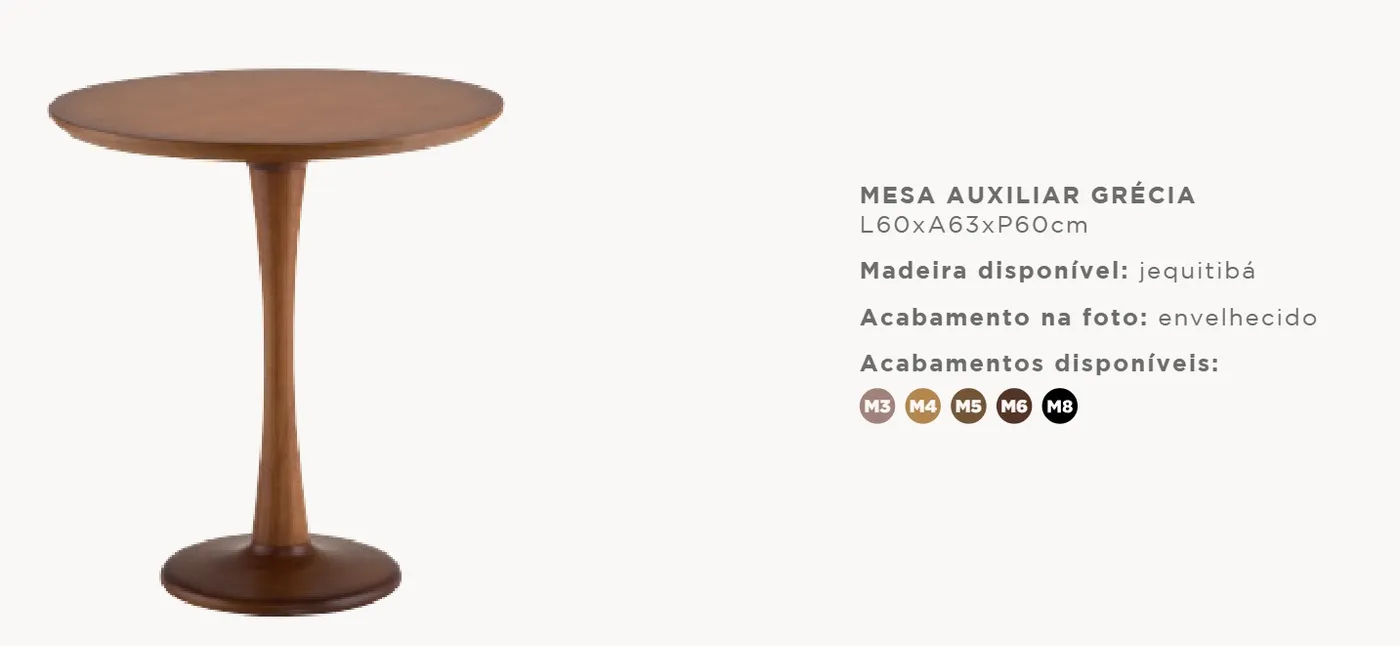 MESA AUXILIAR GRÉCIA
L60xA63xP60cm
Madeira disponível: jequitibá
Acabamento na foto: envelhecido
Acabamentos disponíveis:
M3 M4 M5 M6 M8